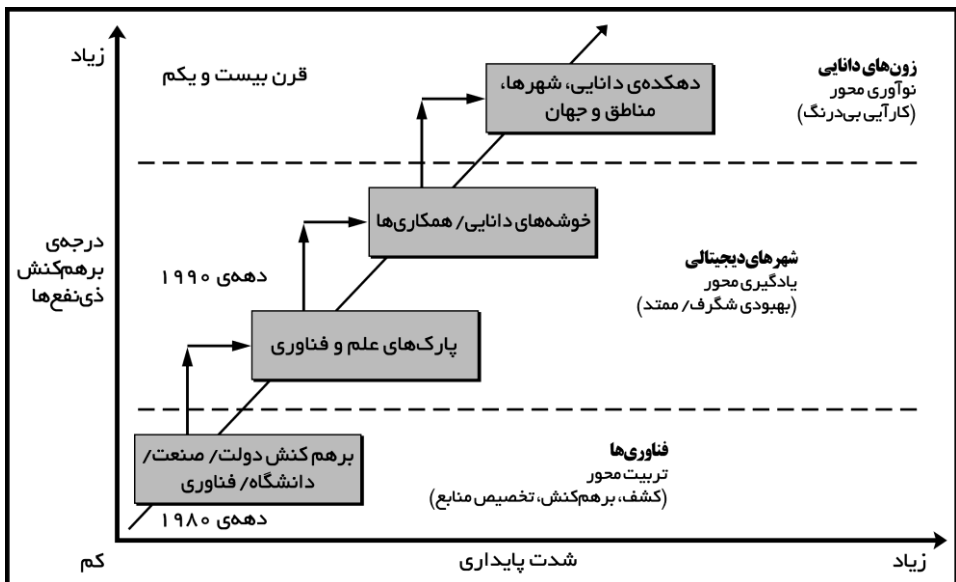 زیاد
قرن بیست و یکم
دهکده‌ی دانایی، شهرها،
مناطق و جهان
زون‌های دانایی
نوآوری محور
(کارآیی بی‌درنگ)
درجه‌ی
برهم‌کنش
ذی‌نفع‌ها
خوشه‌های دانایی/ همکاری‌ها
دهه‌ی ۱۹۹۰
پارک‌های علم و فناوری
شهرهای‌دیجیتالی
یادگیری محور
(بهبودی شگرف/ ممتد)
برهم کنش دولت/ صنعت/
دانشگاه/ فناوری
دهه‌ی ۱۹۸۰
فناوری‌ها
تربیت محور
(کشف، برهم‌کنش، تخصیص منابع)
کم
شدت پایداری
زیاد